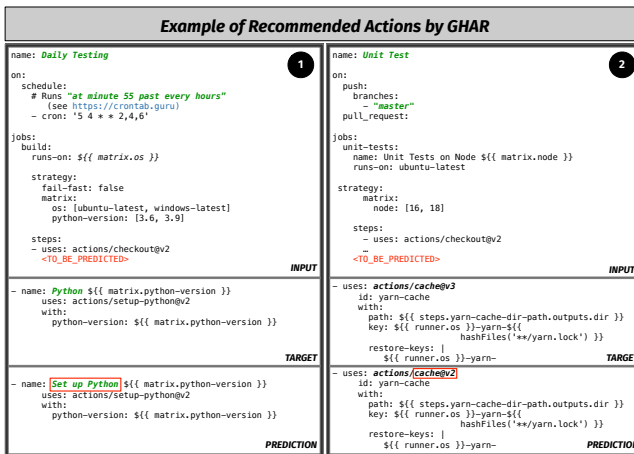 Example of Recommended Actions by GHAR
name: Daily Testing
1
on:
schedule:
# Runs "at minute 55 past every hours"
(see https://crontab.guru)
- cron: '5 4 * * 2,4,6'
jobs:
build:
runs-on: ${{ matrix.os }}
strategy:
fail-fast: false
matrix:
os: [ubuntu-latest, windows-latest]
python-version: [3.6, 3.9]
steps:
- uses: actions/checkout@v2
<TO_BE_PREDICTED>
INPUT
- name: Python ${{ matrix.python-version }}
uses: actions/setup-python@v2
with:
python-version: ${{ matrix.python-version }}
TARGET
- name: Set up Python ${{ matrix.python-version }}
uses: actions/setup-python@v2
with:
python-version: ${{ matrix.python-version }}
PREDICTION
name: Unit Test
2
on:
push:
branches:
- "master"
pull_request:
jobs:
unit-tests:
name: Unit Tests on Node ${{ matrix.node }}
runs-on: ubuntu-latest
strategy:
matrix:
node: [16, 18]
steps:
- uses: actions/checkout@v2
…
<TO_BE_PREDICTED>
INPUT
- uses: actions/cache@v3
id: yarn-cache
with:
path: ${{ steps.yarn-cache-dir-path.outputs.dir }}
key: ${{ runner.os }}-yarn-${{
hashFiles('**/yarn.lock') }}
restore-keys: |
${{ runner.os }}-yarn-
TARGET
- uses: actions/cache@v2
id: yarn-cache
with:
path: ${{ steps.yarn-cache-dir-path.outputs.dir }}
key: ${{ runner.os }}-yarn-${{
hashFiles('**/yarn.lock') }}
restore-keys: |
${{ runner.os }}-yarn-
PREDICTION